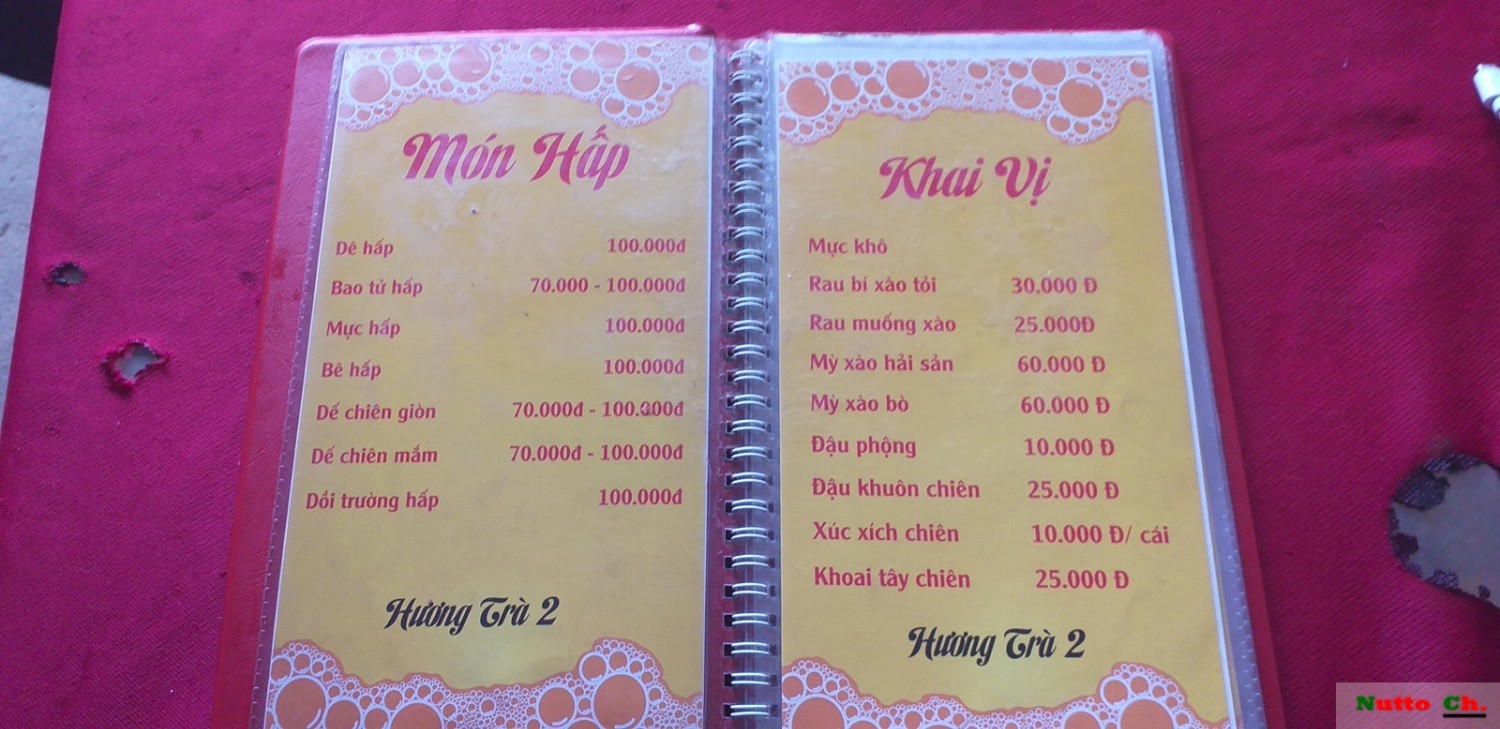 Món Hấp
Dê hấp 100.000đ
Bao tử hấp 70.000 - 100.000đ
Mực hấp 100.000đ
Bê hấp 100.000đ
Dế chiên giòn 70.000đ - 100.000đ
Dế chiên mắm 70.000đ - 100.000đ
Dồi trường hấp 100.000đ
Hương Trà 2
Khai Vị
Mực khô
Rau bí xào tỏi 30.000 Đ
Rau muống xào 25.000Đ
Mỳ xào hải sản 60.000 Đ
Mỳ xào bò 60.000 Đ
Đậu phộng 10.000 Đ
Đậu khuôn chiên 25.000 Đ
Xúc xích chiên 10.000 Đ/ cái
Khoai tây chiên 25.000 Đ
Hương Trà 2
Nutto Ch.